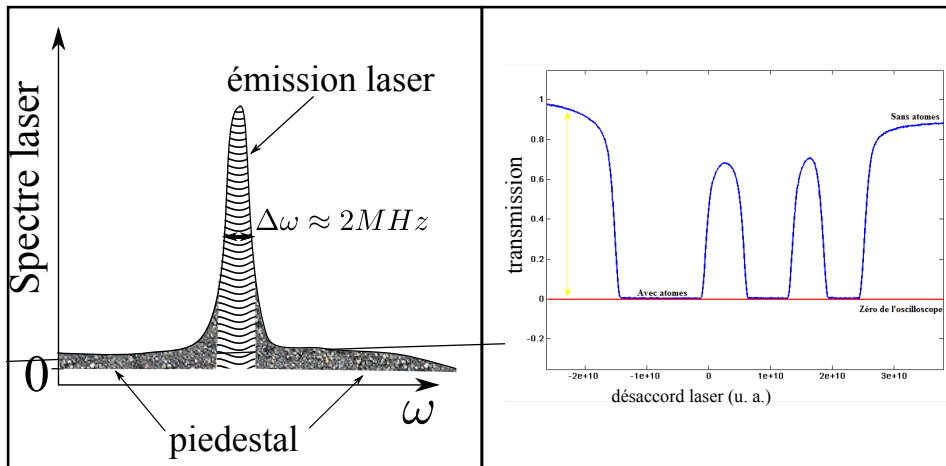 Spectre laser
émission laser
Δω ≈ 2MHz
0
ω
piedestal
transmission
1
0.8
0.6
0.4
0.2
0
-0.2
Sans atomes
Avec atomes
Zéro de l'oscilloscope
-2e+10
-1e+10
0
1e+10
2e+10
3e+10
désaccord laser (u. a.)